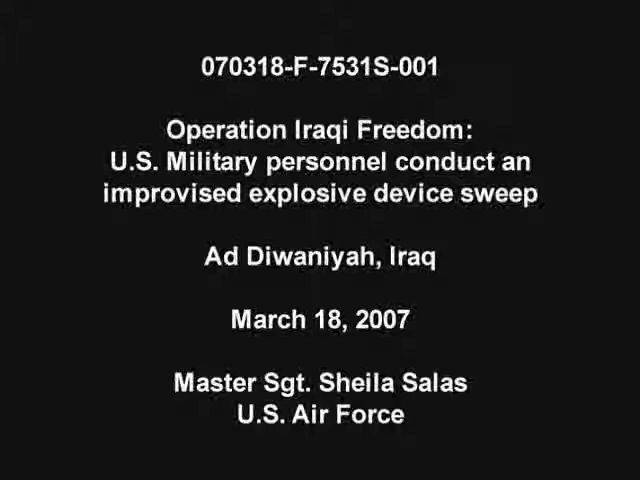 070318-F-7531S-001
Operation Iraqi Freedom:
U.S. Military personnel conduct an
improvised explosive device sweep
Ad Diwaniyah, Iraq
March 18, 2007
Master Sgt. Sheila Salas
U.S. Air Force